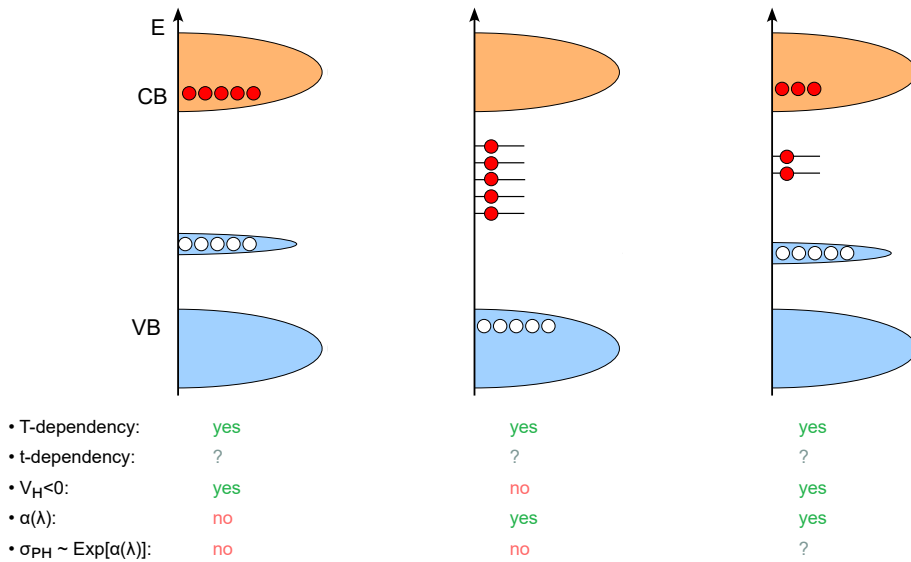 E
CB
VB
• T-dependency: yes yes yes
• t-dependency: ? ? ?
• VH<0: yes no yes
• α(λ): no yes yes
• σPH ~ Exp[α(λ)]: no no ?